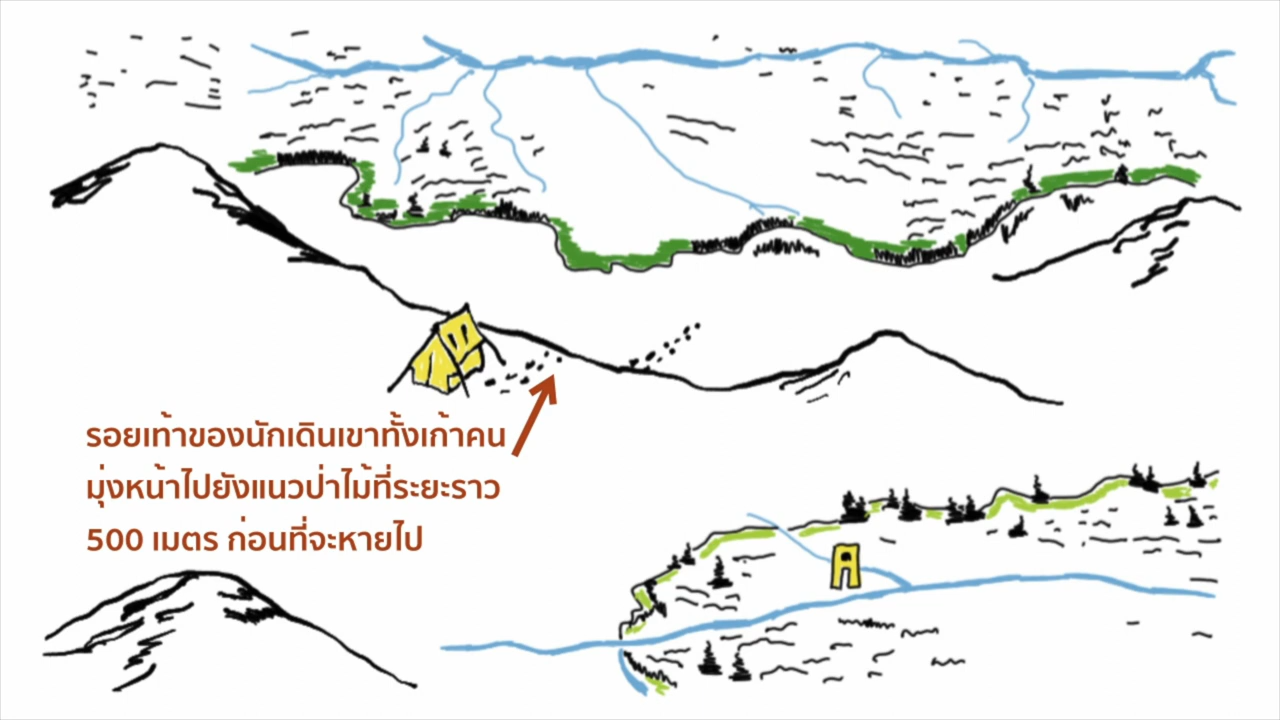 รอยเท้าของนักเดินเขาทั้งเก้าคน
มุ่งหน้าไปยังแนวป่าไม้ที่ระยะราว
500 เมตร ก่อนที่จะหายไป